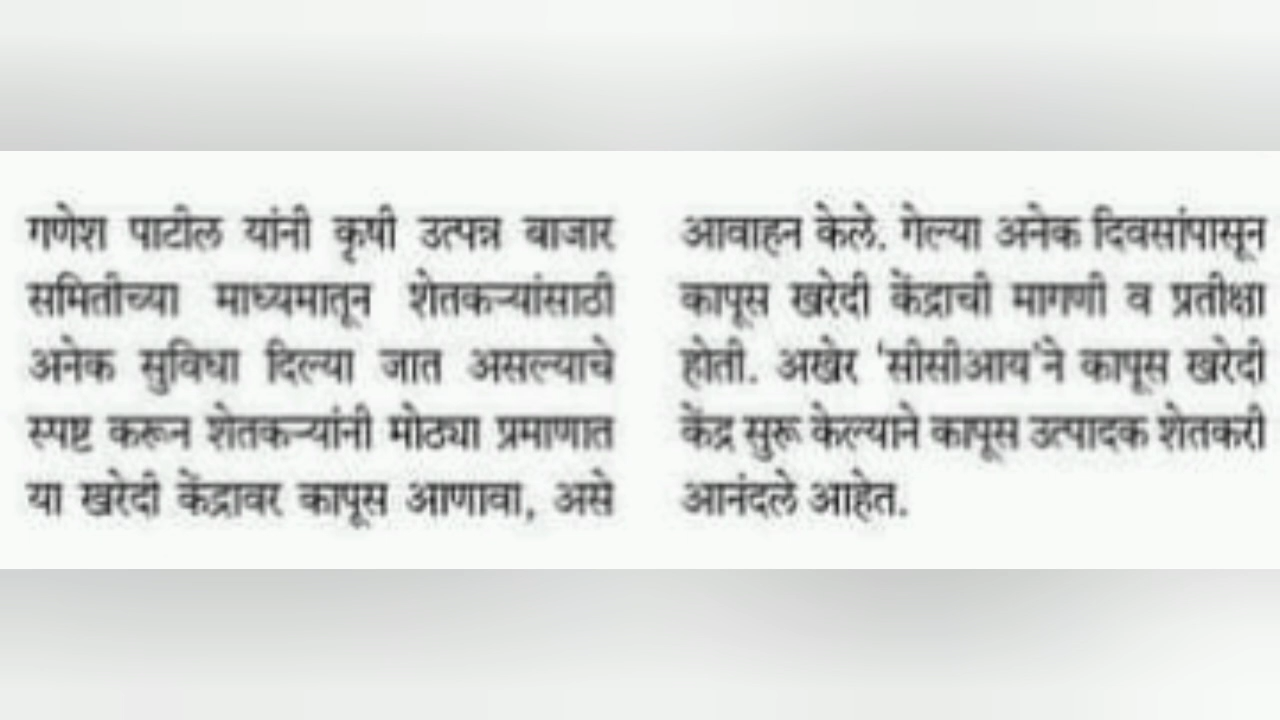 गणेश पाटील यांनी कृषी उत्पन्न बाजार
समितीच्या माध्यमातून शेतकऱ्यांसाठी
अनेक सुविधा दिल्या जात असल्याचे
स्पष्ट करून शेतकऱ्यांनी मोठ्या प्रमाणात
या खरेदी केंद्रावर कापूस आणावा, असे
आवाहन केले. गेल्या अनेक दिवसांपासून
कापूस खरेदी केंद्राची मागणी व प्रतीक्षा
होती. अखेर 'सीसीआय'ने कापूस खरेदी
केंद्र सुरू केल्याने कापूस उत्पादक शेतकरी
आनंदले आहेत.